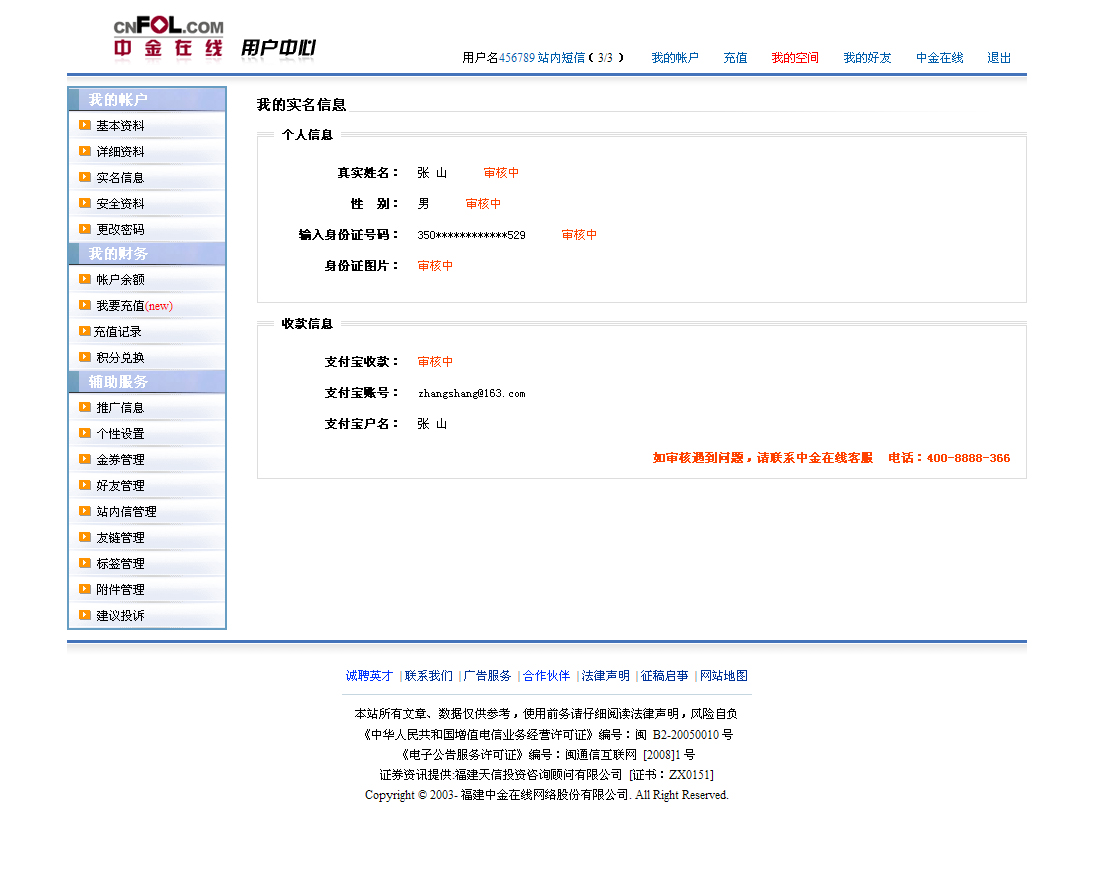 CNFOL.COM
中金在线 用户中心
用户名456789 站内短信 ( 3/3 ) 我的帐户 充值 我的空间 我的好友 中金在线 退出
我的帐户
基本资料
详细资料
实名信息
安全资料
更改密码
我的财务
帐户余额
我要充值(new)
充值记录
积分兑换
辅助服务
推广信息
个性设置
金券管理
好友管理
站内信管理
友链管理
标签管理
附件管理
建议投诉
我的实名信息
个人信息
真实姓名： 张 山 审核中
性 别： 男 审核中
输入身份证号码： 350************529 审核中
身份证图片： 审核中
收款信息
支付宝收款： 审核中
支付宝账号： zhangshang@163.com
支付宝户名： 张 山
如审核遇到问题，请联系中金在线客服 电话：400-8888-366
诚聘英才 |联系我们 |广告服务 |合作伙伴 |法律声明 |征稿启事 |网站地图
本站所有文章、数据仅供参考，使用前务请仔细阅读法律声明，风险自负
《中华人民共和国增值电信业务经营许可证》编号：闽 B2-20050010 号
《电子公告服务许可证》编号：闽通信互联网 [2008]1 号
证券资讯提供:福建天信投资咨询顾问有限公司 [证书：ZX0151]
Copyright © 2003- 福建中金在线网络股份有限公司. All Right Reserved.